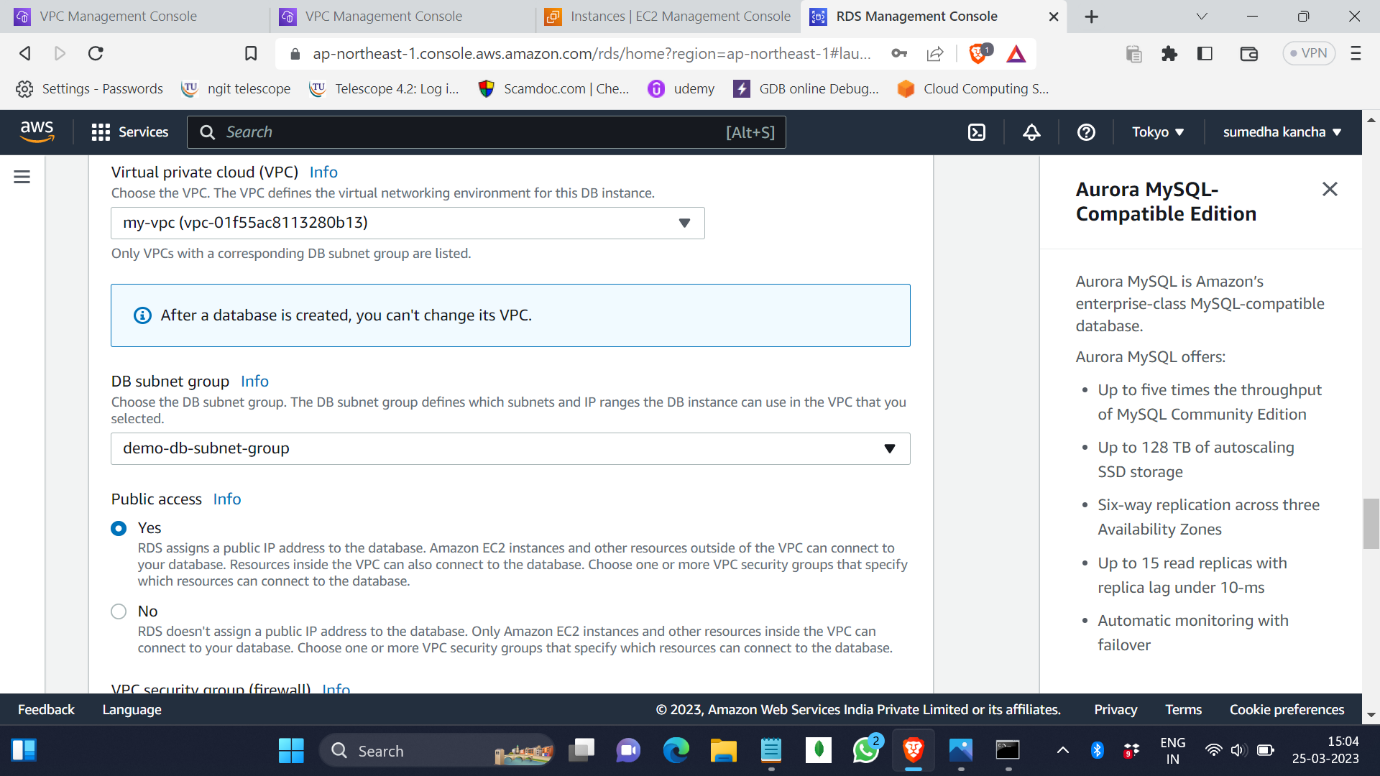 VPC Management Console
VPC Management Console
Instances | EC2 Management Console
RDS Management Console
ap-northeast-1.console.aws.amazon.com/rds/home?region=ap-northeast-1#lau...
1
VPN
Settings - Passwords
TU ngit telescope
TU Telescope 4.2: Log i...
Scamdoc.com | Che...
udemy
GDB online Debug...
Cloud Computing S...
aws
Services
Search
[Alt+S]
Tokyo
sumedha kancha
Virtual private cloud (VPC) Info
Choose the VPC. The VPC defines the virtual networking environment for this DB instance.
my-vpc (vpc-01f55ac8113280b13)
Only VPCs with a corresponding DB subnet group are listed.
After a database is created, you can't change its VPC.
DB subnet group Info
Choose the DB subnet group. The DB subnet group defines which subnets and IP ranges the DB instance can use in the VPC that you
selected.
demo-db-subnet-group
Public access Info
Yes
RDS assigns a public IP address to the database. Amazon EC2 instances and other resources outside of the VPC can connect to
your database. Resources inside the VPC can also connect to the database. Choose one or more VPC security groups that specify
which resources can connect to the database.
No
RDS doesn't assign a public IP address to the database. Only Amazon EC2 instances and other resources inside the VPC can
connect to your database. Choose one or more VPC security groups that specify which resources can connect to the database.
VPC security group (firewall) Info
Aurora MySQL-
Compatible Edition
Aurora MySQL is Amazon's
enterprise-class MySQL-compatible
database.
Aurora MySQL offers:
• Up to five times the throughput
of MySQL Community Edition
• Up to 128 TB of autoscaling
SSD storage
• Six-way replication across three
Availability Zones
• Up to 15 read replicas with
replica lag under 10-ms
• Automatic monitoring with
failover
Feedback
Language
© 2023, Amazon Web Services India Private Limited or its affiliates.
Privacy
Terms
Cookie preferences
Search
2
9
ENG
IN
15:04
25-03-2023